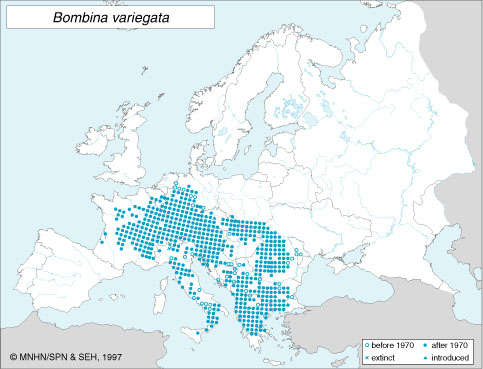 Bombina variegata
before 1970
after 1970
extinct
introduced
© MNHN/SPN & SEH, 1997